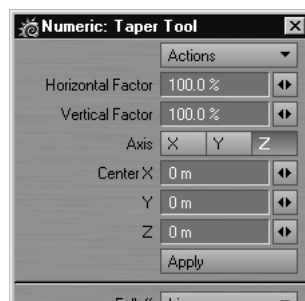 Numeric: Taper Tool
Actions
Horizontal Factor 100.0 %
Vertical Factor 100.0 %
Axis X Y Z
Center X 0 m
Y 0 m
Z 0 m
Apply